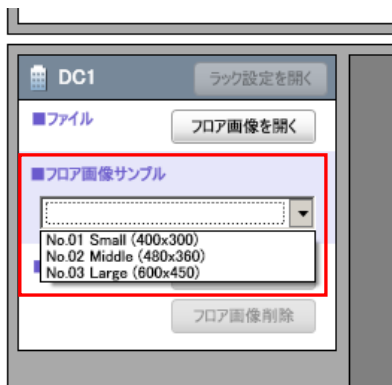 DC1
ラック設定を開く
■ファイル
フロア画像を開く
■フロア画像サンプル
No.01 Small (400x300)
No.02 Middle (480x360)
No.03 Large (600x450)
フロア画像削除